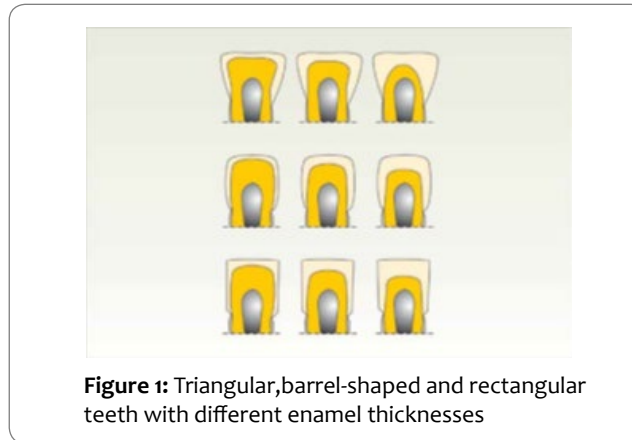 Figure 1: Triangular,barrel-shaped and rectangular
teeth with different enamel thicknesses